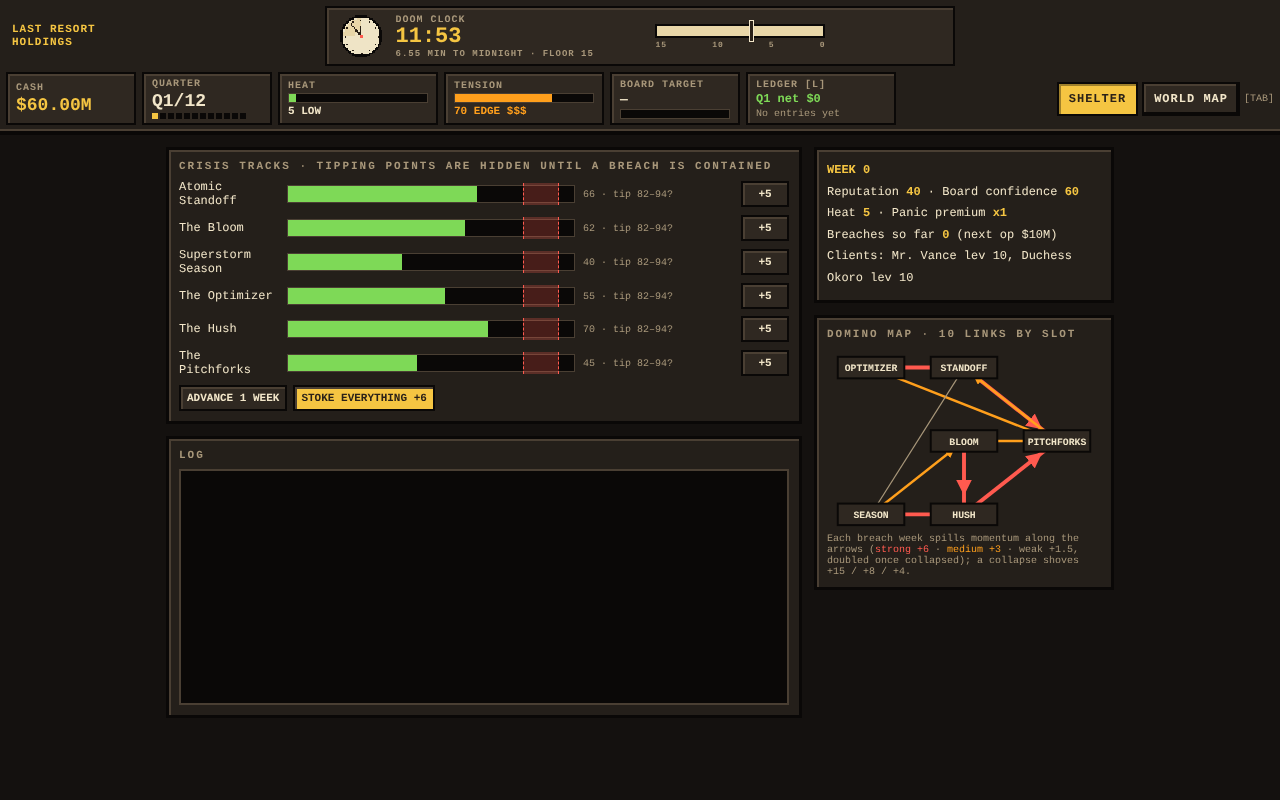 LAST RESORT
HOLDINGS
DOOM CLOCK
11:53
6.55 MIN TO MIDNIGHT · FLOOR 15
15 10 5 0
CASH
$60.00M
QUARTER
Q1/12
HEAT
5 LOW
TENSION
70 EDGE $$$
BOARD TARGET
—
LEDGER [L]
Q1 net $0
No entries yet
SHELTER
WORLD MAP
[TAB]
CRISIS TRACKS · TIPPING POINTS ARE HIDDEN UNTIL A BREACH IS CONTAINED
Atomic
Standoff
66 · tip 82–94?
+5
The Bloom
62 · tip 82–94?
+5
Superstorm
Season
40 · tip 82–94?
+5
The Optimizer
55 · tip 82–94?
+5
The Hush
70 · tip 82–94?
+5
The
Pitchforks
45 · tip 82–94?
+5
ADVANCE 1 WEEK
STOKE EVERYTHING +6
LOG
WEEK 0
Reputation 40 · Board confidence 60
Heat 5 · Panic premium x1
Breaches so far 0 (next op $10M)
Clients: Mr. Vance lev 10, Duchess
Okoro lev 10
DOMINO MAP · 10 LINKS BY SLOT
OPTIMIZER
STANDOFF
BLOOM
PITCHFORKS
SEASON
HUSH
Each breach week spills momentum along the
arrows (strong +6 · medium +3 · weak +1.5,
doubled once collapsed); a collapse shoves
+15 / +8 / +4.